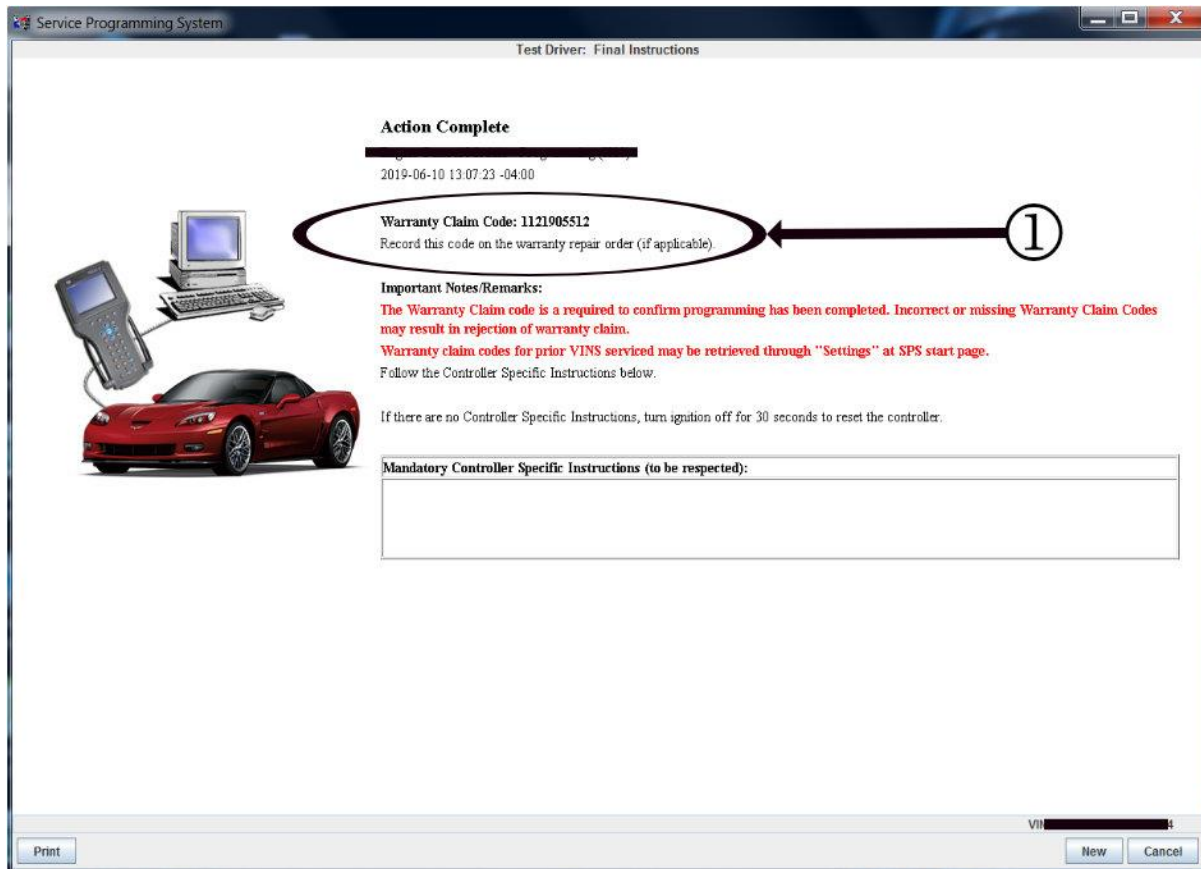 Service Programming System
Test Driver: Final Instructions
Action Complete
2019-06-10 13:07:23 -04:00
Warranty Claim Code: 1121905512
Record this code on the warranty repair order (if applicable).
1
Important Notes/Remarks:
The Warranty Claim code is a required to confirm programming has been completed. Incorrect or missing Warranty Claim Codes
may result in rejection of warranty claim.
Warranty claim codes for prior VINS serviced may be retrieved through "Settings" at SPS start page.
Follow the Controller Specific Instructions below.
If there are no Controller Specific Instructions, turn ignition off for 30 seconds to reset the controller.
Mandatory Controller Specific Instructions (to be respected):
4
Print
New
Cancel